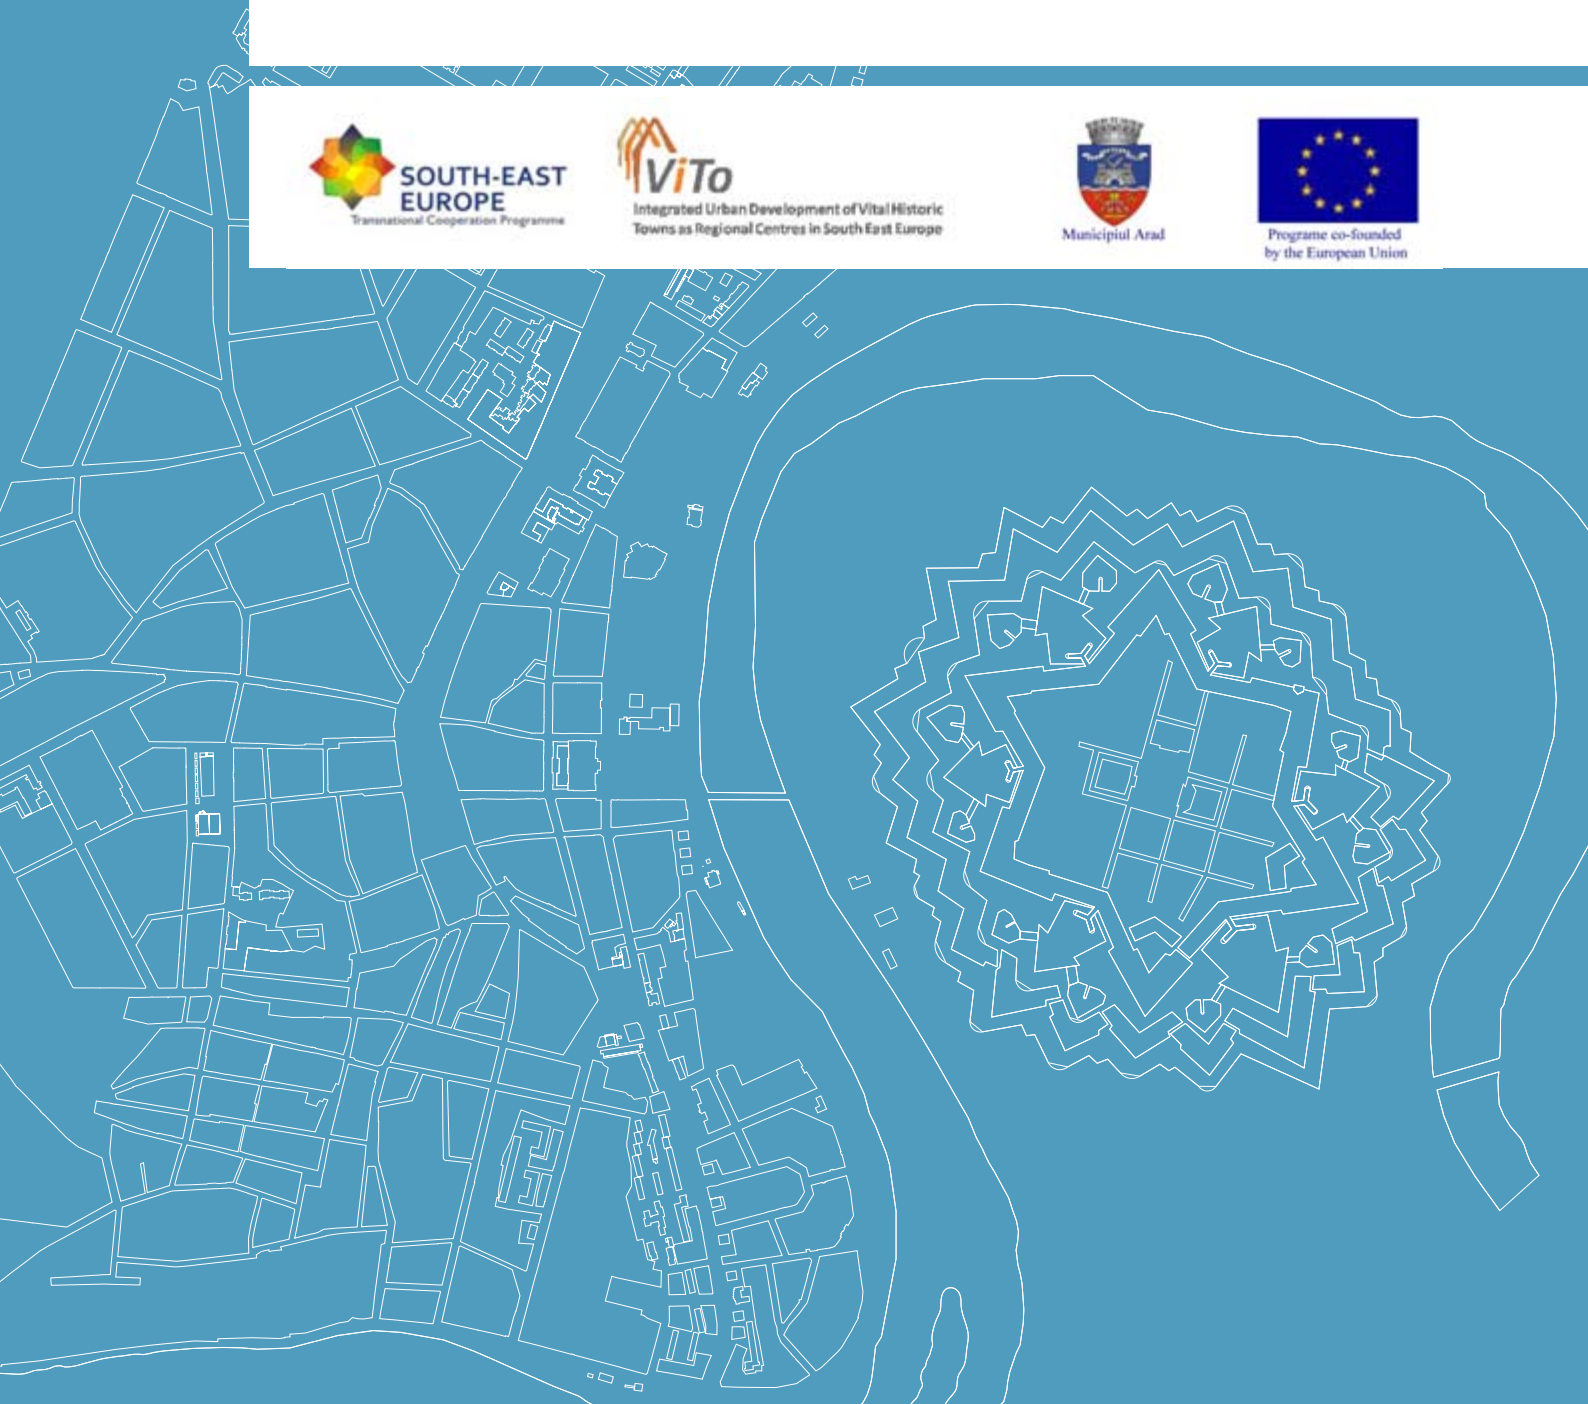 SOUTH-EAST
EUROPE
Transnational Cooperation Programme
ViTo
Integrated Urban Development of Vital Historic
Towns as Regional Centres in South East Europe
Municipiul Arad
Programe co-founded
by the European Union